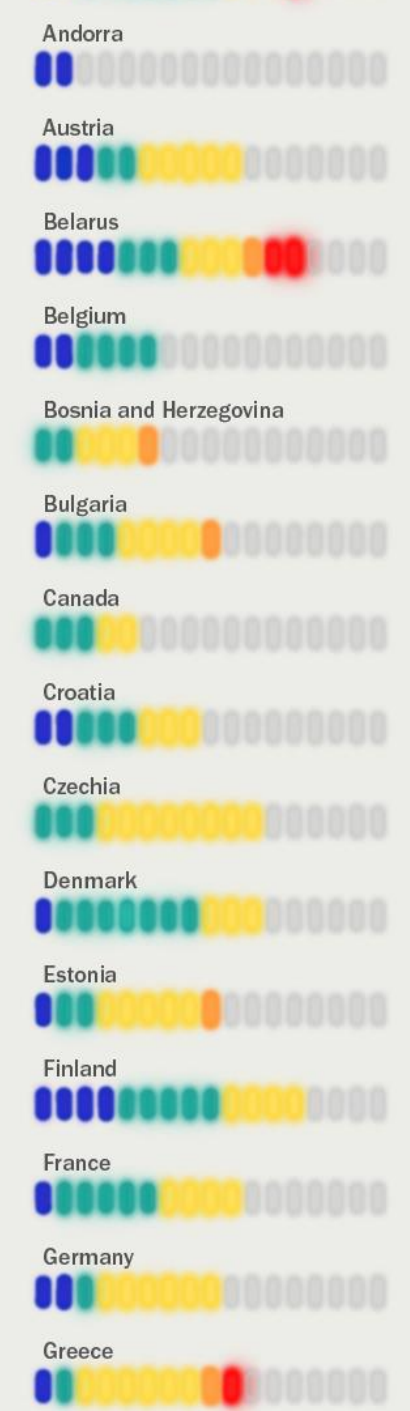 Andorra
Austria
Belarus
Belgium
Bosnia and Herzegovina
Bulgaria
Canada
Croatia
Czechia
Denmark
Estonia
Finland
France
Germany
Greece